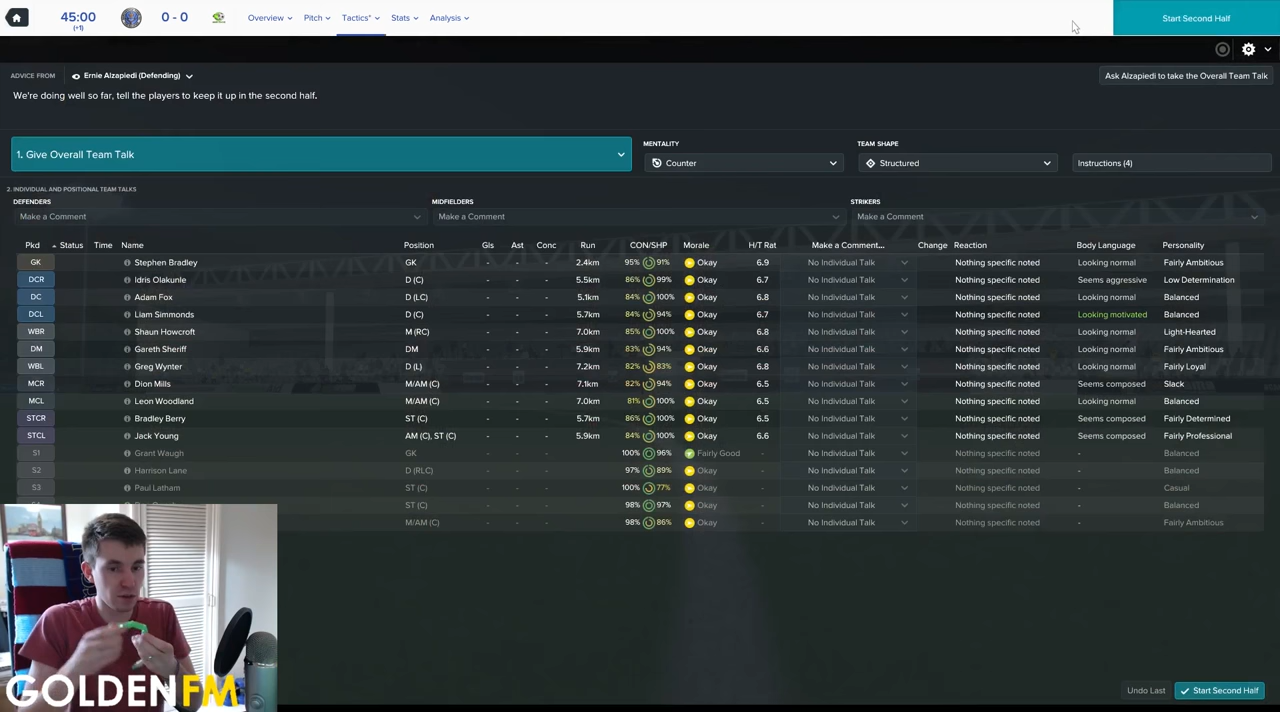 45:00 0 - 0 Overview Pitch Tactics* Stats Analysis Start Second Half
(+1)
ADVICE FROM Ernie Alzapiedi (Defending) Ask Alzapiedi to take the Overall Team Talk
We're doing well so far, tell the players to keep it up in the second half.
MENTALITY TEAM SHAPE
1. Give Overall Team Talk Counter Structured Instructions (4)
2. INDIVIDUAL AND POSITIONAL TEAM TALKS
DEFENDERS MIDFIELDERS STRIKERS
Make a Comment Make a Comment Make a Comment
Pkd Status Time Name Position Gls Ast Conc Run CON/SHP Morale H/T Rat Make a Comment... Change Reaction Body Language Personality
GK Stephen Bradley GK - - - 2.4km 95% 91% Okay 6.9 No Individual Talk Nothing specific noted Looking normal Fairly Ambitious
DCR Idris Olakunle D (C) - - - 5.5km 86% 99% Okay 6.7 No Individual Talk Nothing specific noted Seems aggressive Low Determination
DC Adam Fox D (LC) - - - 5.1km 84% 100% Okay 6.8 No Individual Talk Nothing specific noted Looking normal Balanced
DCL Liam Simmonds D (C) - - - 5.7km 84% 94% Okay 6.7 No Individual Talk Nothing specific noted Looking motivated Balanced
WBR Shaun Howcroft M (RC) - - - 7.0km 85% 100% Okay 6.8 No Individual Talk Nothing specific noted Looking normal Light-Hearted
DM Gareth Sheriff DM - - - 5.9km 83% 94% Okay 6.6 No Individual Talk Nothing specific noted Looking normal Fairly Ambitious
WBL Greg Wynter D (L) - - - 7.2km 82% 83% Okay 6.8 No Individual Talk Nothing specific noted Looking normal Fairly Loyal
MCR Dion Mills M/AM (C) - - - 7.1km 82% 94% Okay 6.5 No Individual Talk Nothing specific noted Seems composed Slack
MCL Leon Woodland M/AM (C) - - - 7.0km 81% 100% Okay 6.5 No Individual Talk Nothing specific noted Looking normal Balanced
STCR Bradley Berry ST (C) - - - 5.7km 86% 100% Okay 6.5 No Individual Talk Nothing specific noted Seems composed Fairly Determined
STCL Jack Young AM (C), ST (C) - - - 5.9km 84% 100% Okay 6.6 No Individual Talk Nothing specific noted Seems composed Fairly Professional
S1 Grant Waugh GK 100% 96% Fairly Good - No Individual Talk Nothing specific noted - Balanced
S2 Harrison Lane D (RLC) 97% 89% Okay - No Individual Talk Nothing specific noted - Balanced
S3 Paul Latham ST (C) 100% 77% Okay - No Individual Talk Nothing specific noted - Casual
ST (C) 98% 97% Okay - No Individual Talk Nothing specific noted - Balanced
M/AM (C) 98% 86% Okay - No Individual Talk Nothing specific noted - Fairly Ambitious
GOLDENFM
Undo Last Start Second Half